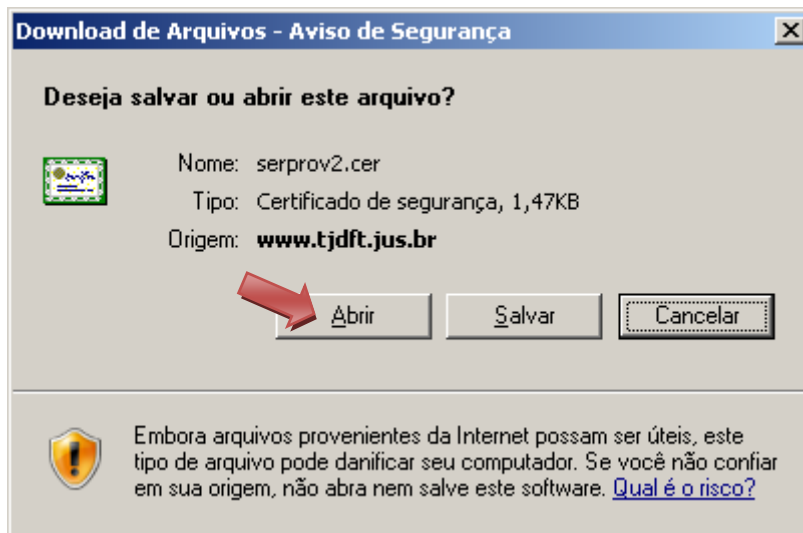 Download de Arquivos - Aviso de Segurança
Deseja salvar ou abrir este arquivo?
Nome: serprov2.cer
Tipo: Certificado de segurança, 1,47KB
Origem: www.tjdft.jus.br
Abrir Salvar Cancelar
Embora arquivos provenientes da Internet possam ser úteis, este
tipo de arquivo pode danificar seu computador. Se você não confiar
em sua origem, não abra nem salve este software. Qual é o risco?